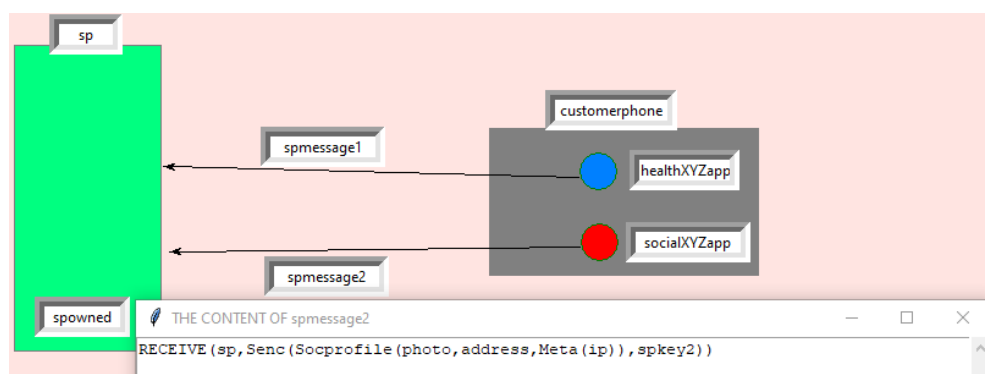 sp
customerphone
spmessage1
healthXYZapp
socialXYZapp
spmessage2
spowned
THE CONTENT OF spmessage2
RECEIVE(sp,Senc(Socprofile(photo,address,Meta(ip)),spkey2))